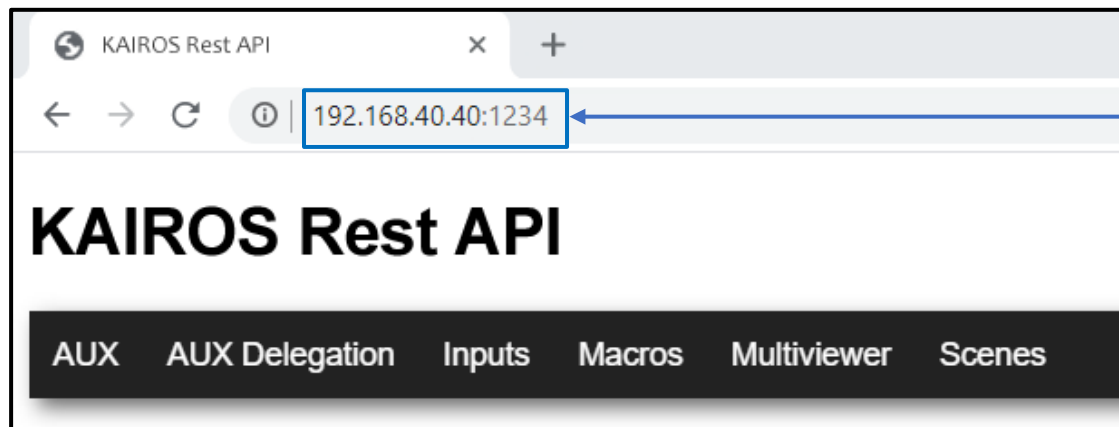 KAIROS Rest API
192.168.40.40:1234
KAIROS Rest API
AUX AUX Delegation Inputs Macros Multiviewer Scenes